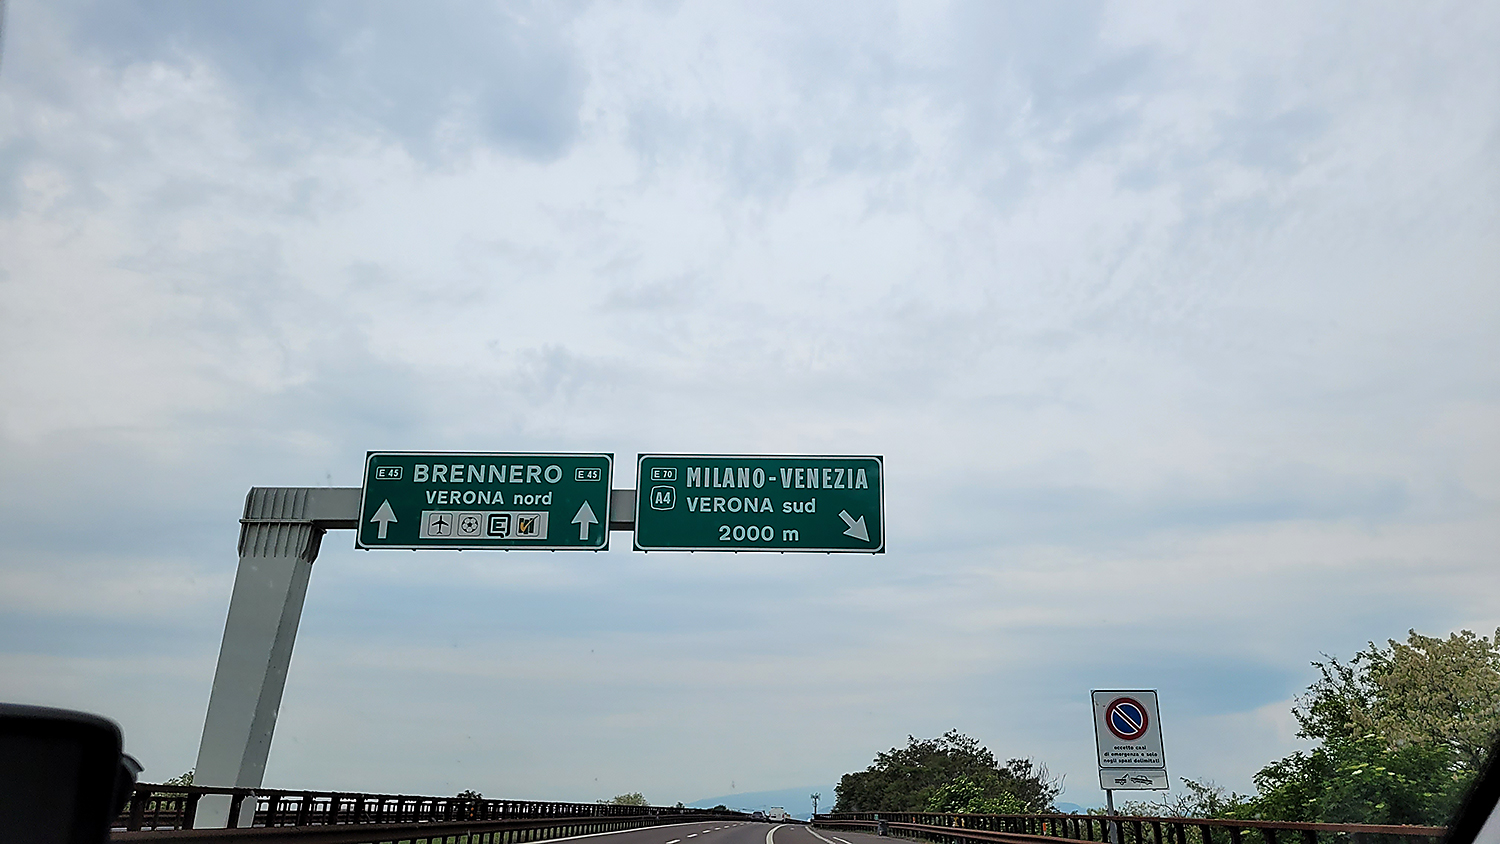 E 45 BRENNERO E 45
VERONA nord
E 70 MILANO-VENEZIA
A4 VERONA sud
2000 m
eccetto casi
di emergenza e solo
negli spazi delimitati